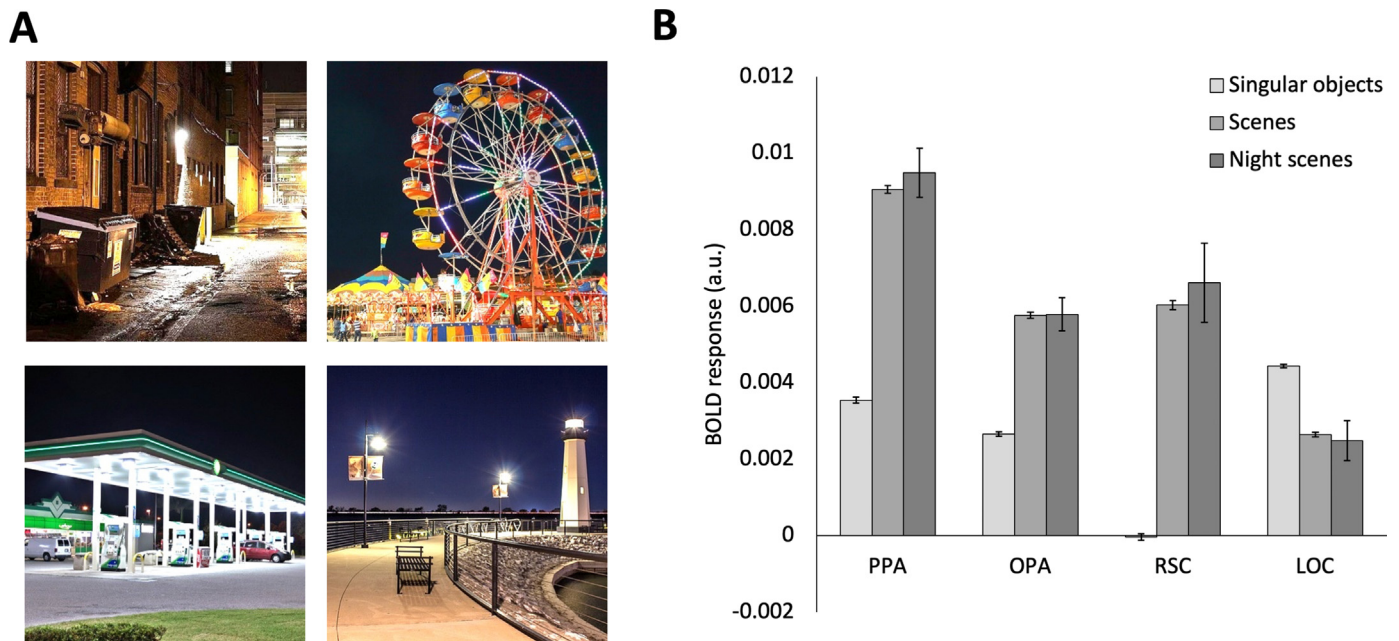 A
B
0.012
0.01
0.008
0.006
0.004
0.002
0
-0.002
BOLD response (a.u.)
Singular objects
Scenes
Night scenes
PPA
OPA
RSC
LOC